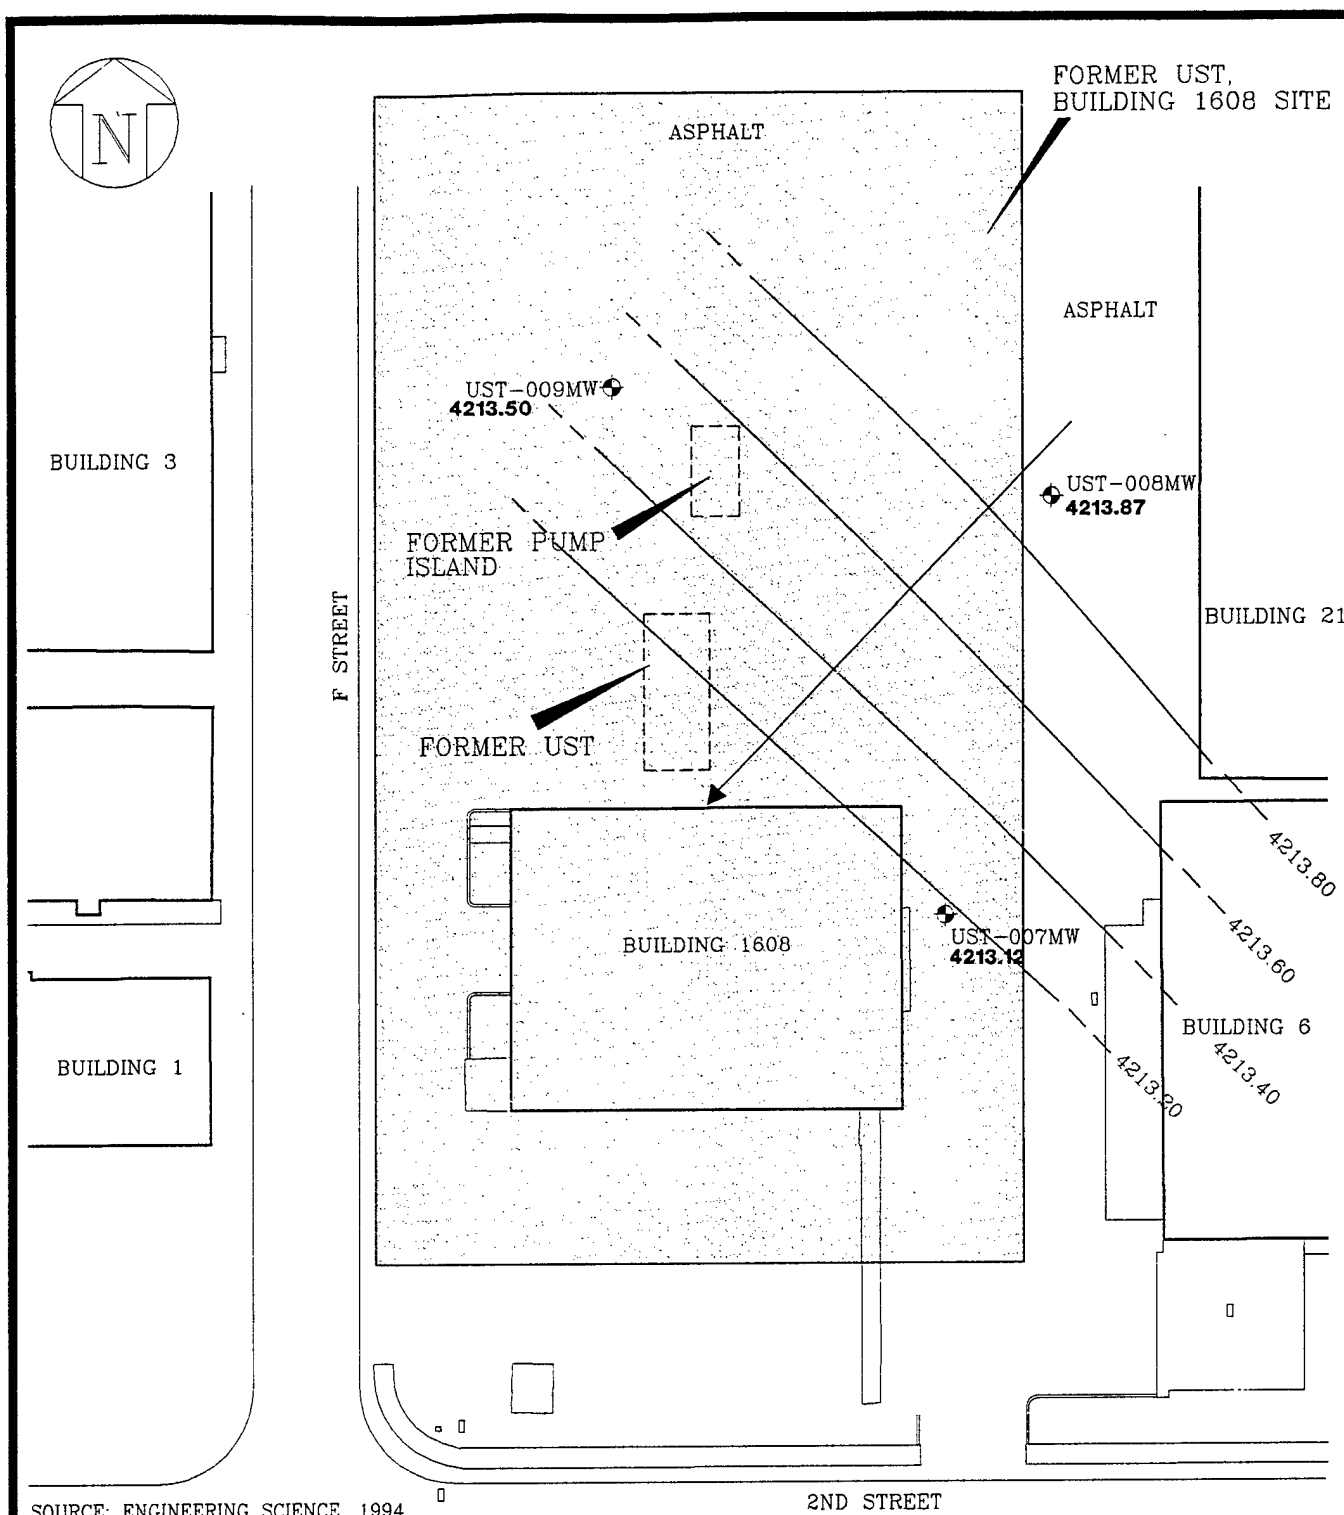 FORMER UST,
BUILDING 1608 SITE
N
ASPHALT
ASPHALT
UST-009MW
4213.50
BUILDING 3
UST-008MW
4213.87
FORMER PUMP
ISLAND
F STREET
BUILDING 21
FORMER UST
4213.80
4213.60
BUILDING 1608
UST-007MW
4213.12
BUILDING 6
4213.40
4213.20
BUILDING 1
2ND STREET
SOURCE: ENGINEERING SCIENCE, 1994